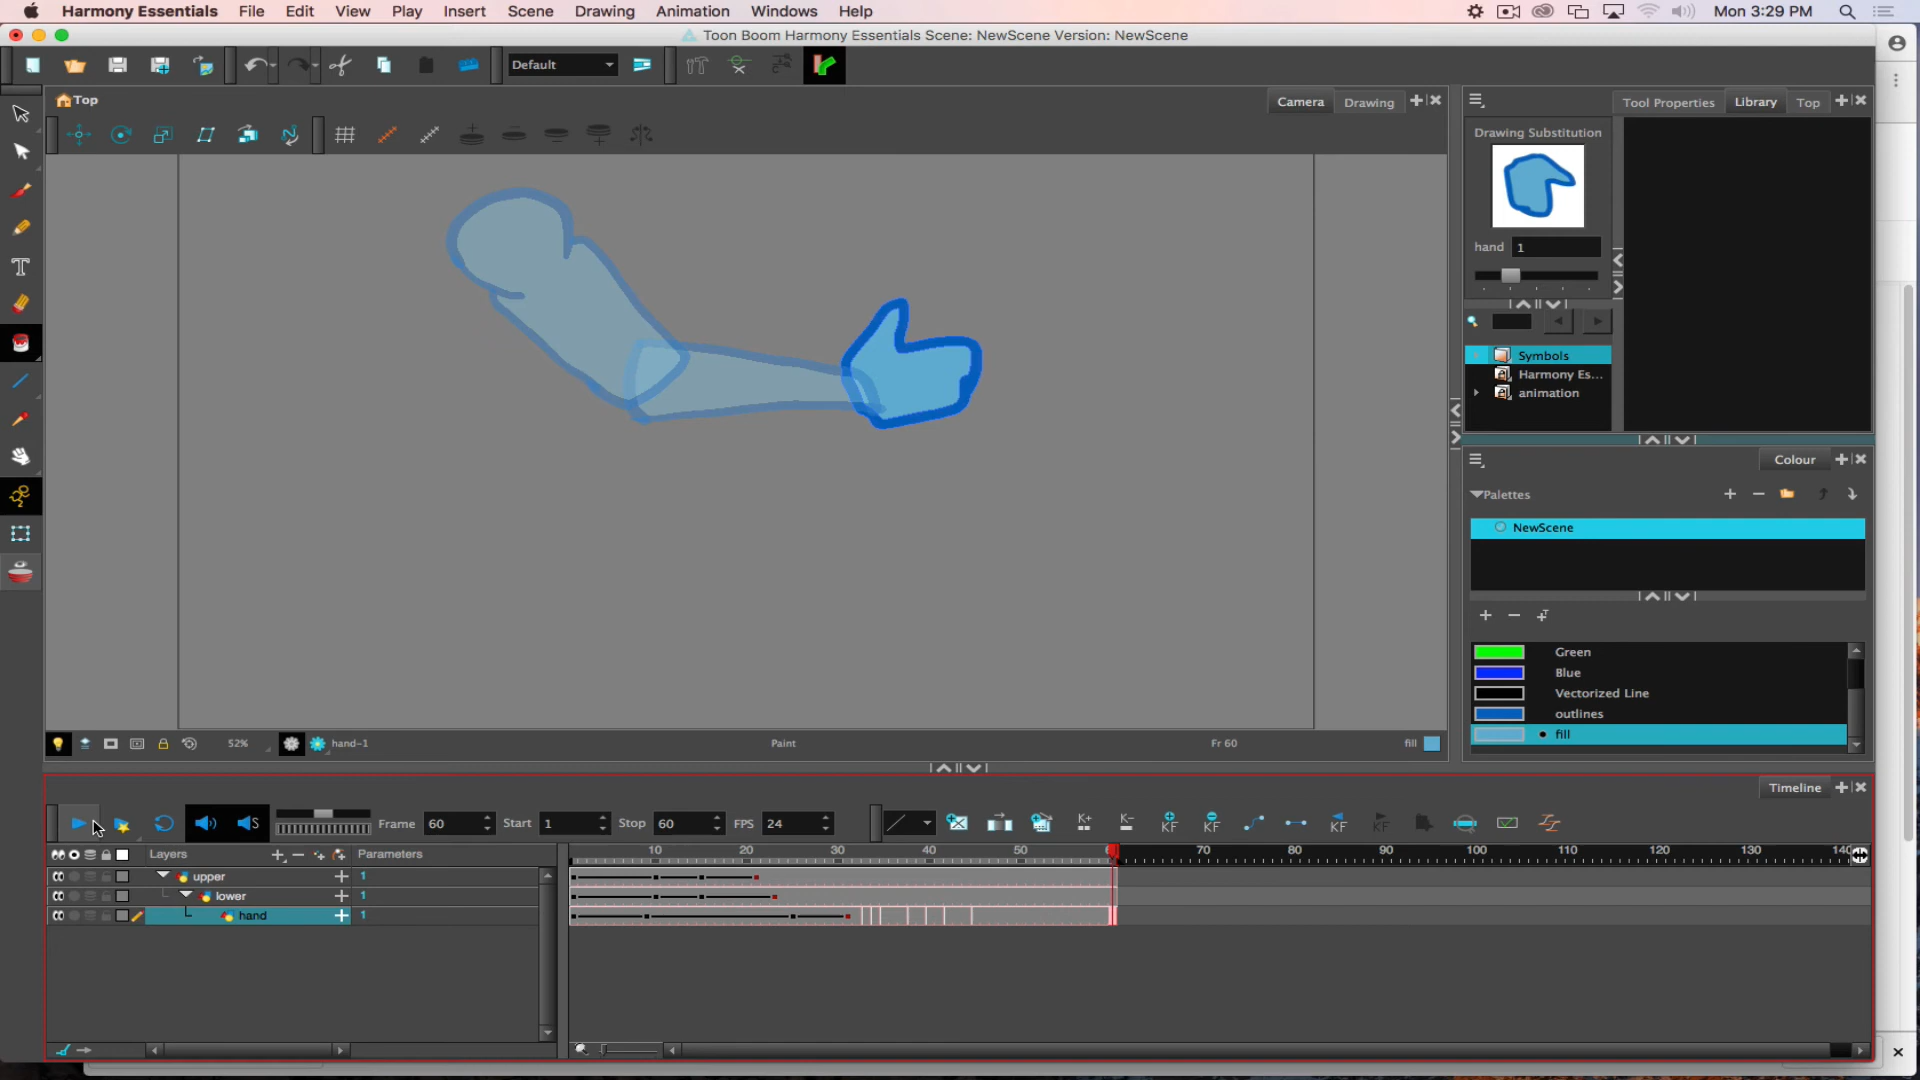 Harmony Essentials File Edit View Play Insert Scene Drawing Animation Windows Help Mon 3:29 PM
Toon Boom Harmony Essentials Scene: NewScene Version: NewScene
Default
Top Camera Drawing Tool Properties Library Top
Drawing Substitution
hand 1
Symbols
Harmony Es...
animation
Colour
Palettes
NewScene
Green
Blue
Vectorized Line
outlines
fill
52% hand-1 Paint Fr 60 fill
Timeline
Frame 60 Start 1 Stop 60 FPS 24
Layers Parameters 10 20 30 40 50 70 80 90 100 110 120 130
upper 1
lower 1
hand 1